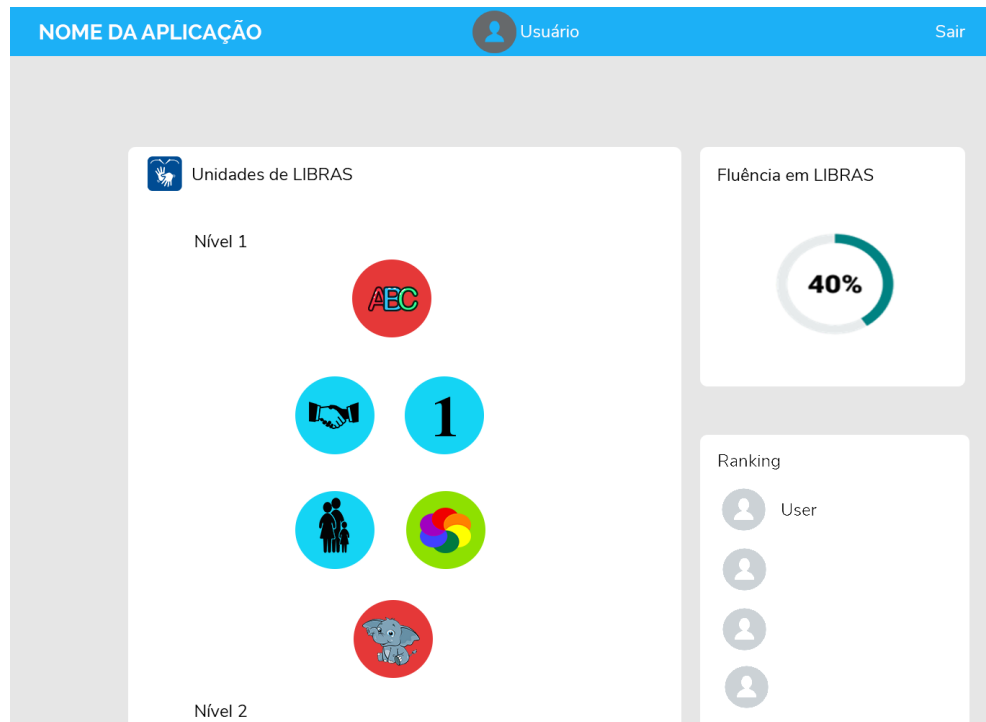 NOME DA APLICAÇÃO
Usuário
Sair
Unidades de LIBRAS
Nível 1
ABC
1
Nível 2
Fluência em LIBRAS
40%
Ranking
User